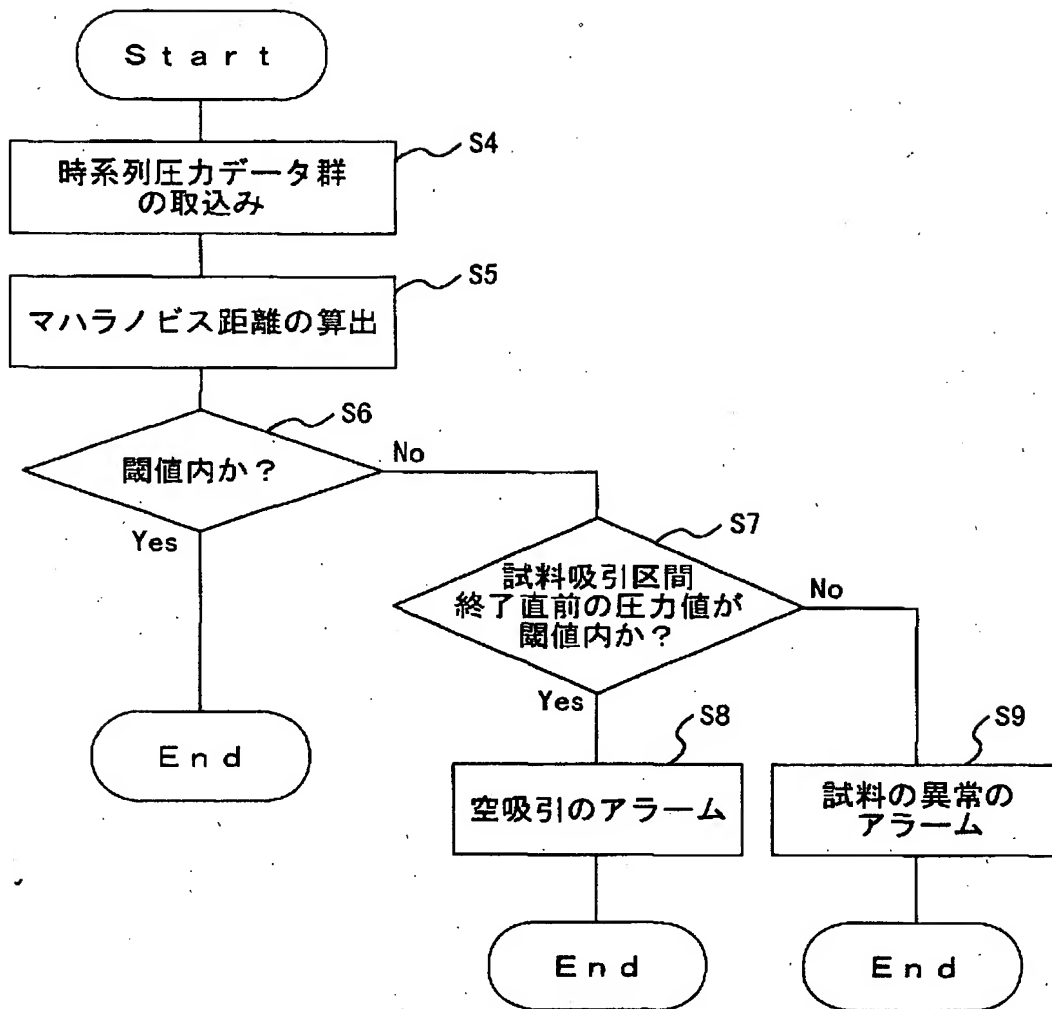 Start
S4
時系列圧力データ群
の取込み
S5
マハラノビス距離の算出
S6
閾値内か？
No
Yes
S7
試料吸引区間
終了直前の圧力値が
閾値内か？
No
Yes
End
S8
空吸引のアラーム
S9
試料の異常の
アラーム
End
End